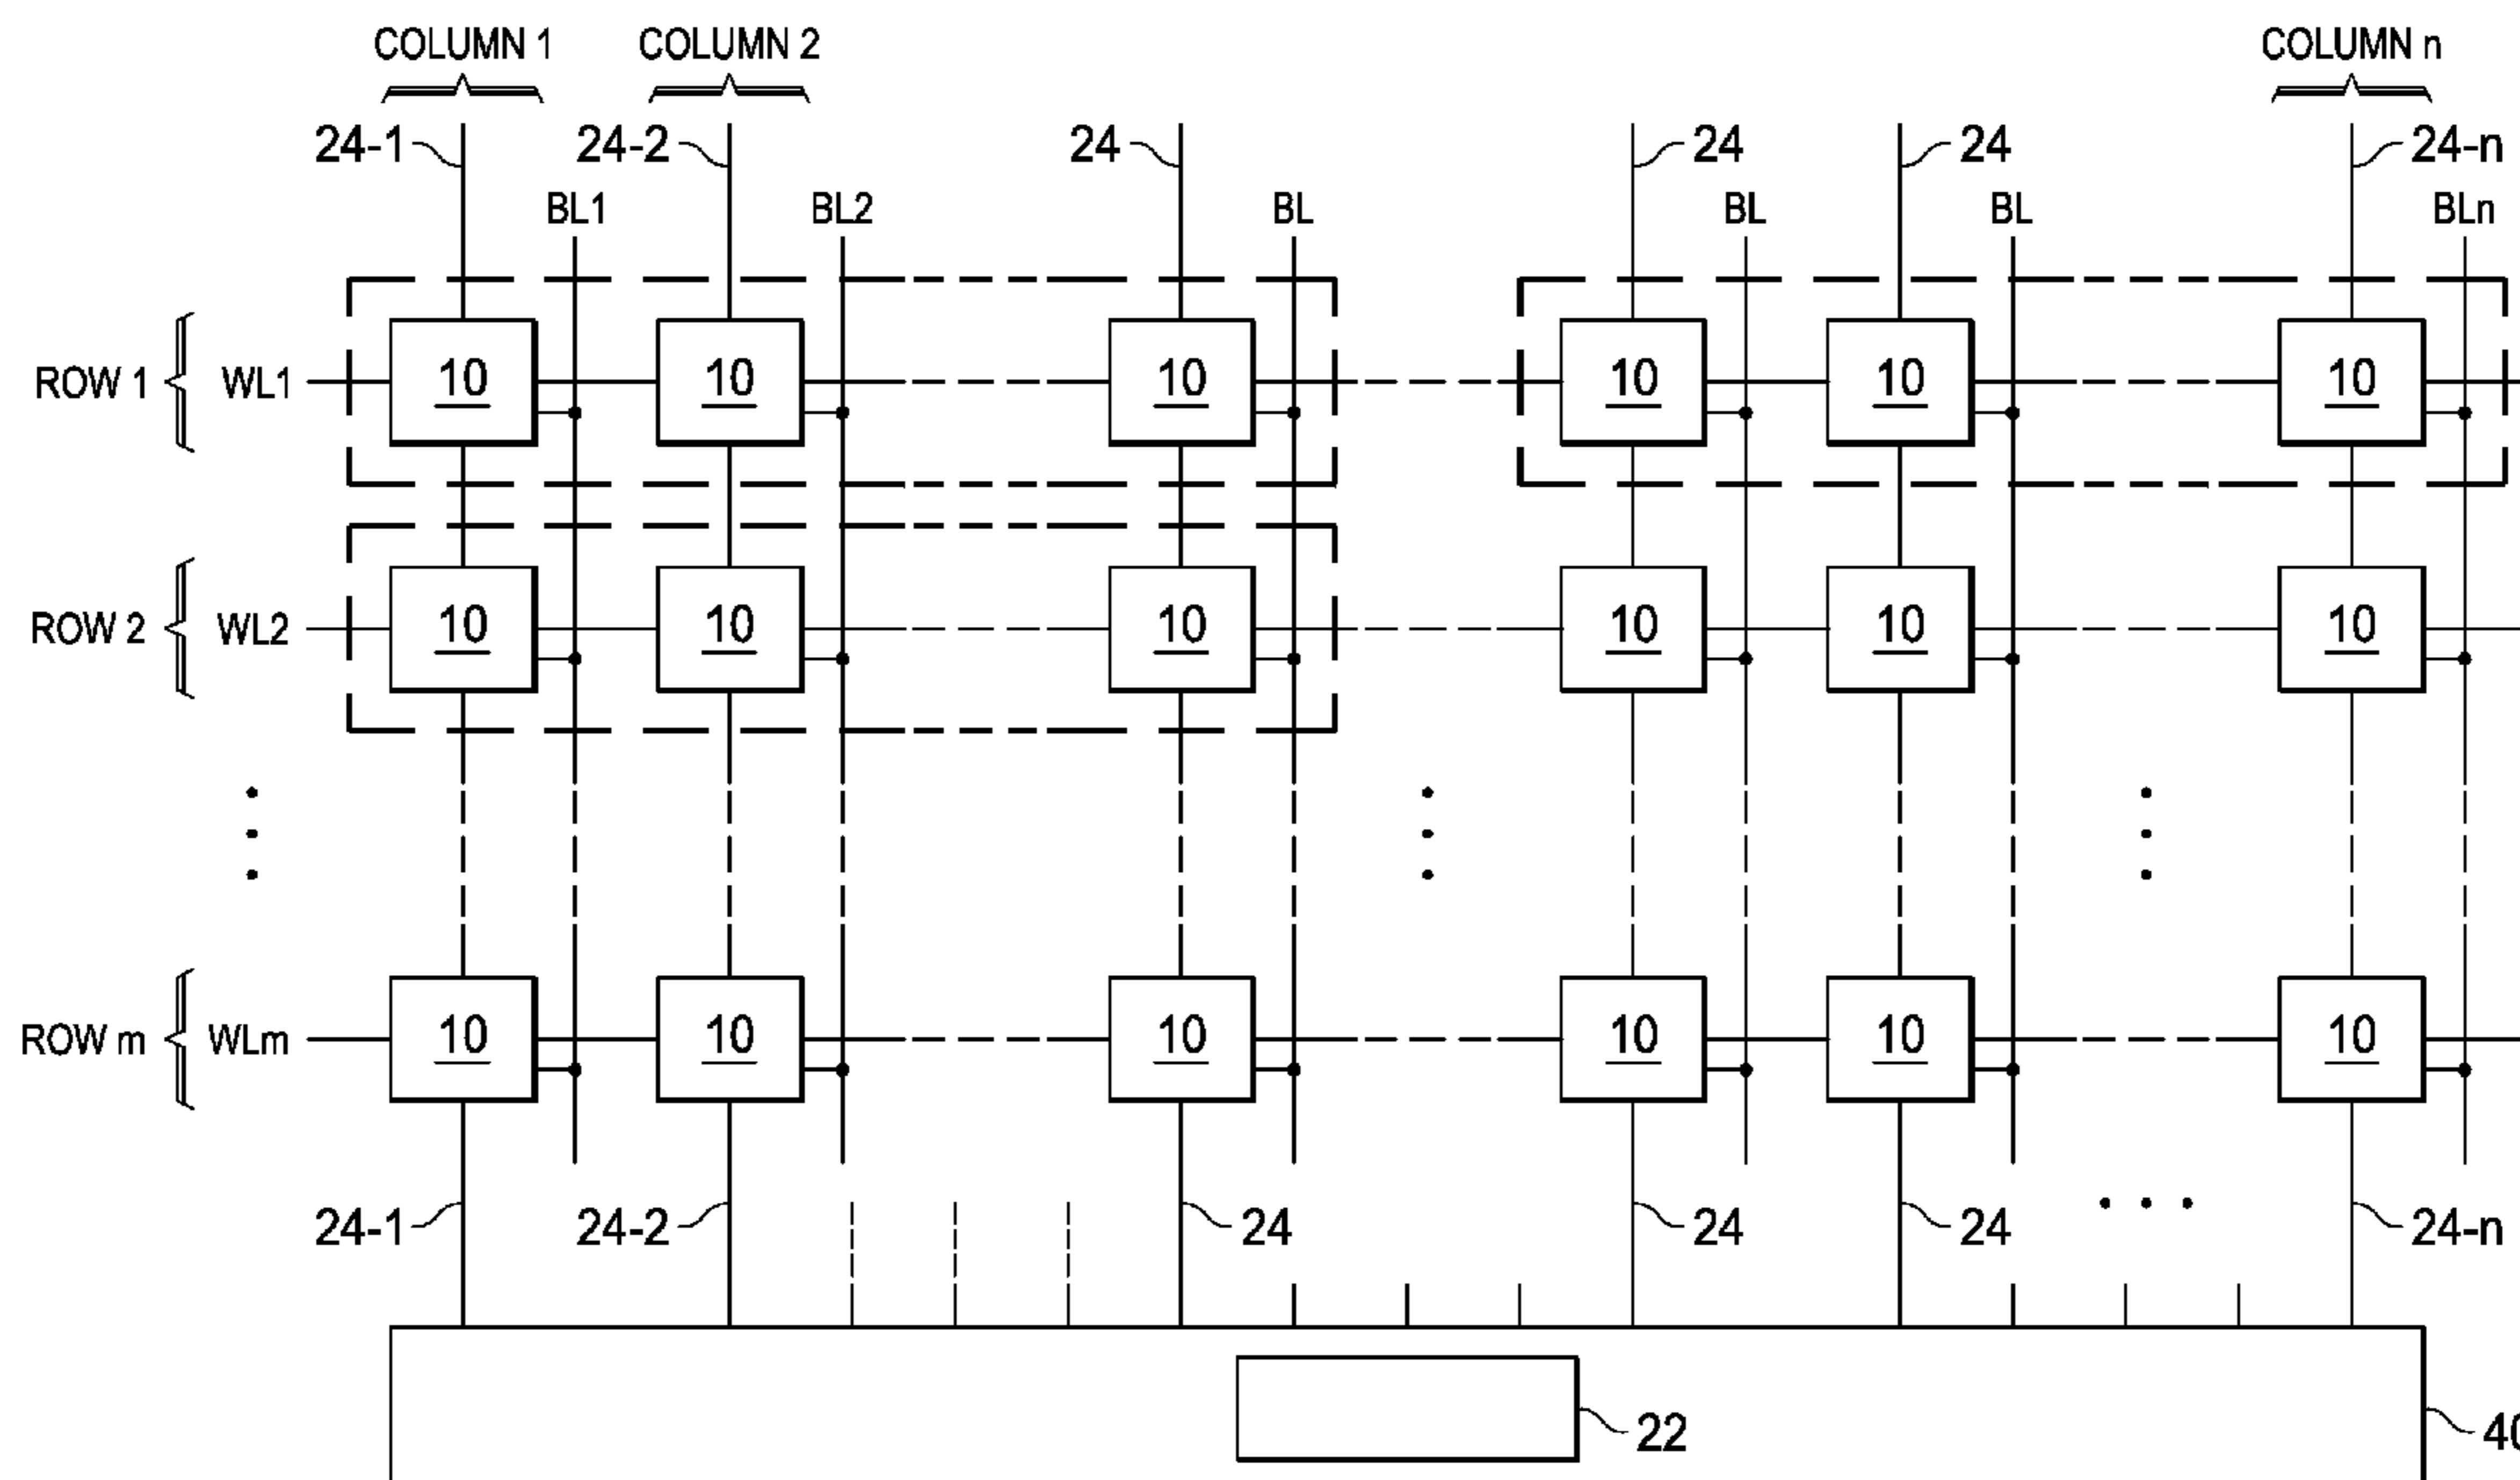 COLUMN 1 COLUMN 2 COLUMN n
24-1 24-2 24 24 24 24-n
BL1 BL2 BL BL BL BLn
ROW 1 WL1 10 10 10 10 10 10
ROW 2 WL2 10 10 10 10 10 10
ROW m WLm 10 10 10 10 10 10
24-1 24-2 24 24 24 24-n
22
40